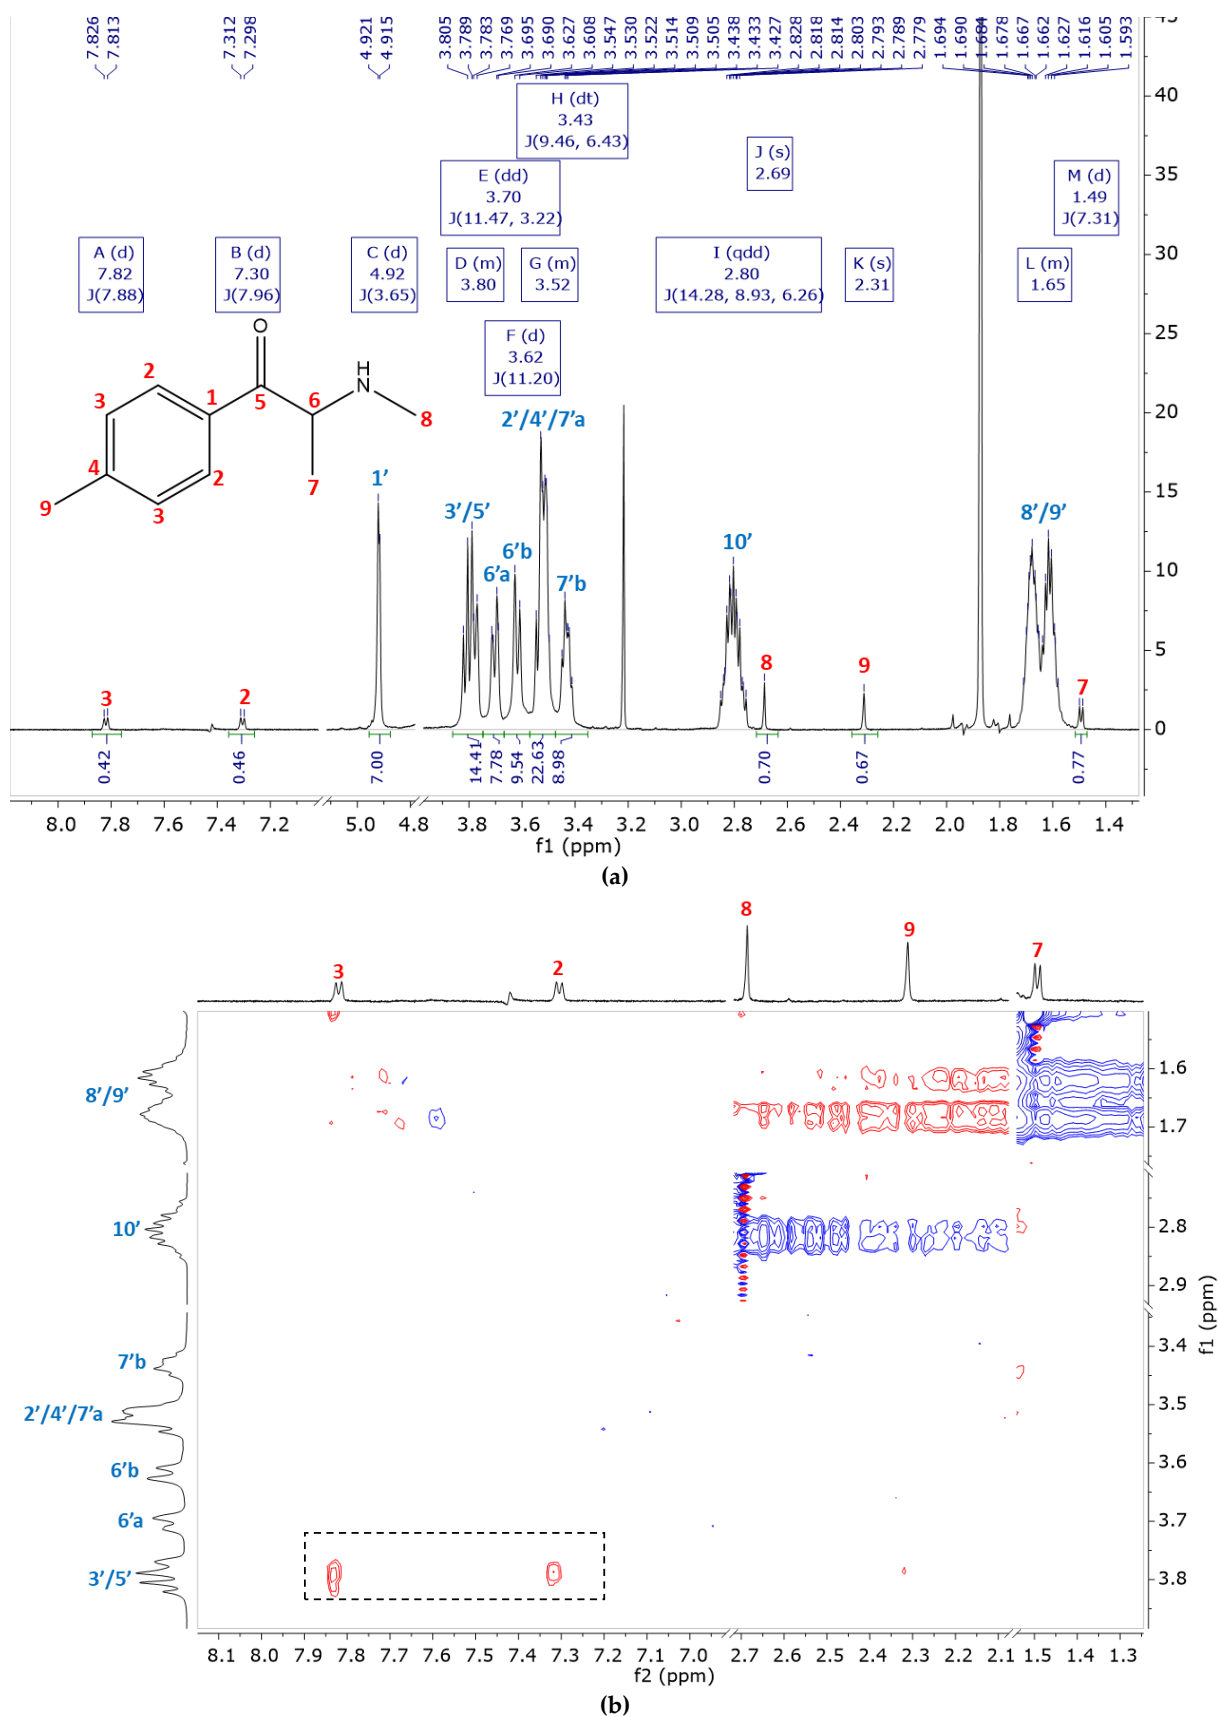 7.826
7.813
7.312
7.298
4.921
4.915
3.805
3.789
3.783
3.769
3.695
3.690
3.627
3.608
3.547
3.530
3.522
3.514
3.509
3.505
3.438
3.433
3.427
2.828
2.818
2.814
2.803
2.793
2.789
2.779
1.694
1.690
1.684
1.678
1.667
1.662
1.627
1.616
1.605
1.593
H (dt)
3.43
J(9.46, 6.43)
J (s)
2.69
E (dd)
3.70
J(11.47, 3.22)
M (d)
1.49
J(7.31)
A (d)
7.82
J(7.88)
B (d)
7.30
J(7.96)
C (d)
4.92
J(3.65)
D (m)
3.80
G (m)
3.52
I (qdd)
2.80
J(14.28, 8.93, 6.26)
K (s)
2.31
L (m)
1.65
F (d)
3.62
J(11.20)
O
H
N
2
3
1
5
6
8
4
2
7
9
3
1'
3'/5'
6'a
6'b
2'/4'/7'a
7'b
10'
8'/9'
3
2
8
9
7
45
40
35
30
25
20
15
10
5
0
0.42
0.46
7.00
14.41
7.78
9.54
22.63
8.98
0.70
0.67
0.77
8.0 7.8 7.6 7.4 7.2 5.0 4.8 3.8 3.6 3.4 3.2 3.0 2.8 2.6 2.4 2.2 2.0 1.8 1.6 1.4
f1 (ppm)
(a)
3
2
8
9
7
8'/9'
10'
7'b
2'/4'/7'a
6'b
6'a
3'/5'
1.6
1.7
2.8
2.9
3.4
3.5
3.6
3.7
3.8
f1 (ppm)
8.1 8.0 7.9 7.8 7.7 7.6 7.5 7.4 7.3 7.2 7.1 7.0 2.7 2.6 2.5 2.4 2.3 2.2 2.1 1.5 1.4 1.3
f2 (ppm)
(b)